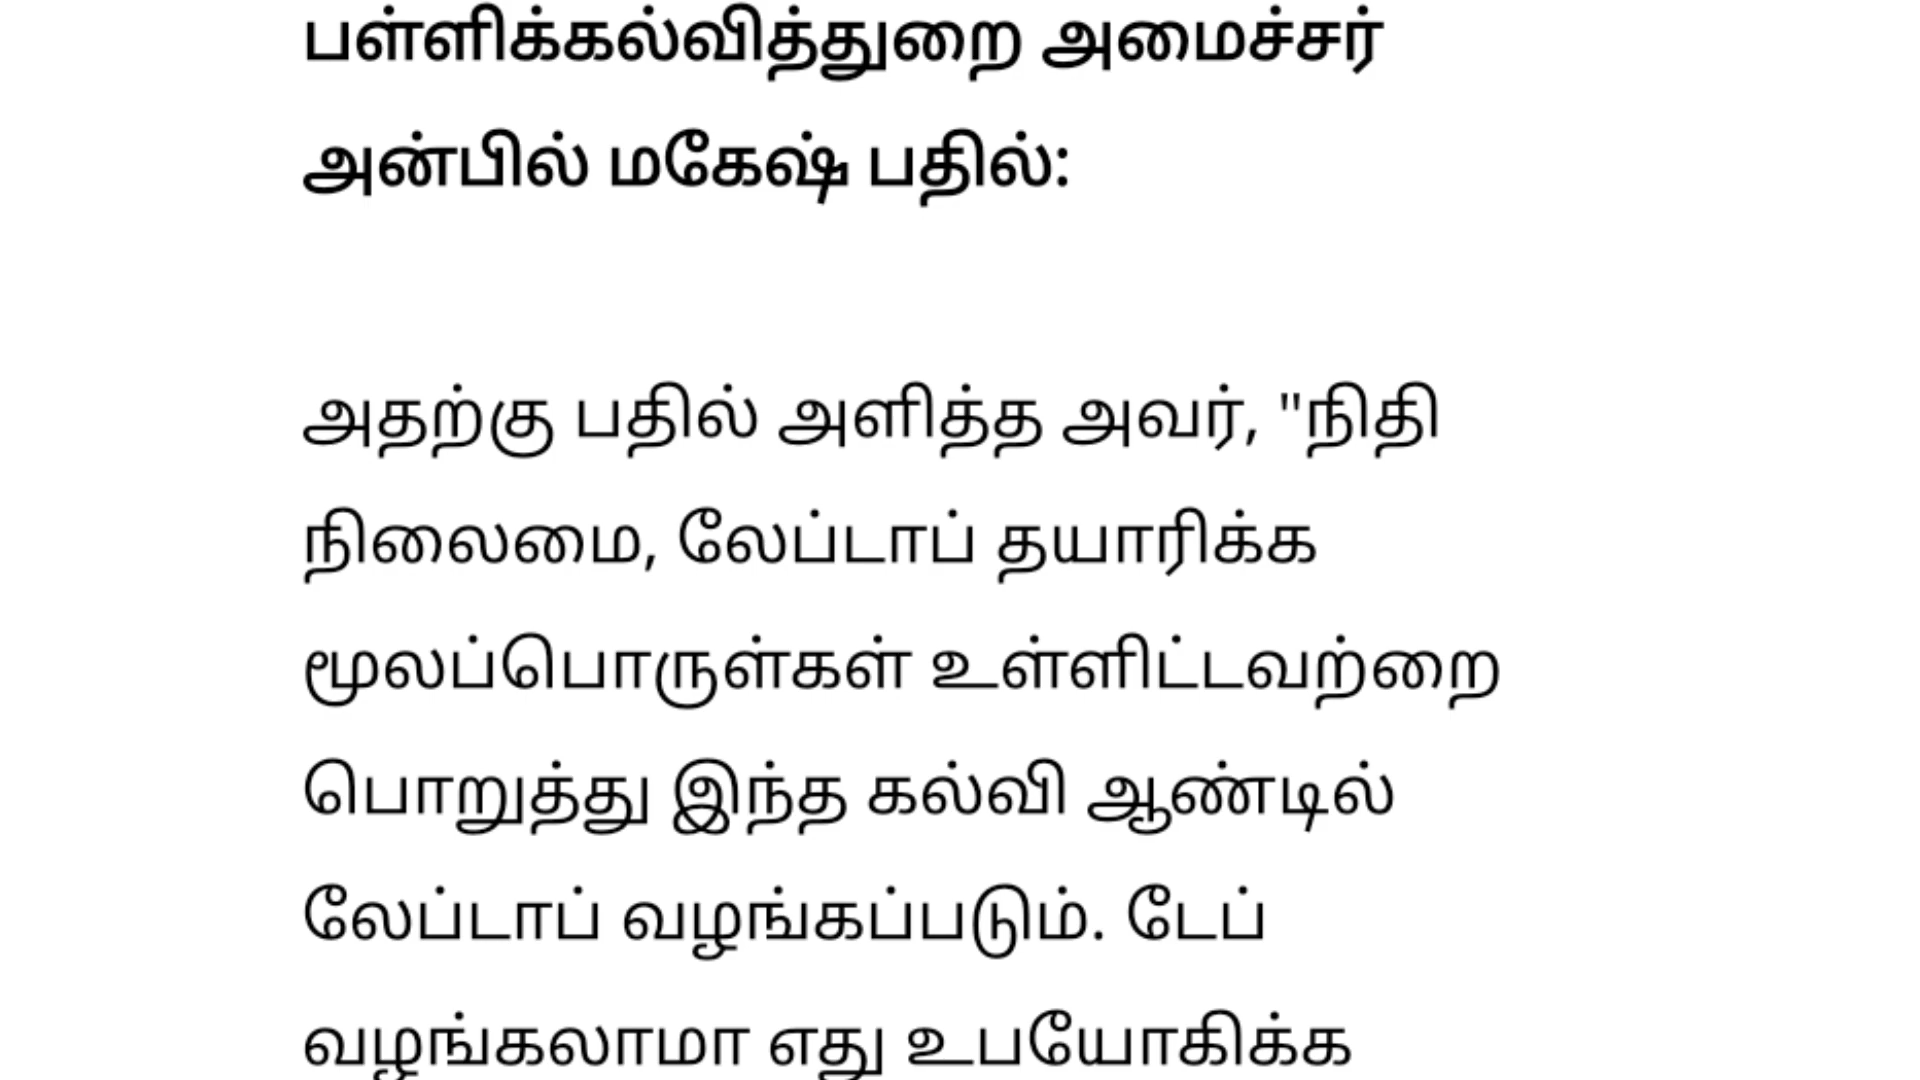 பள்ளிக்கல்வித்துறை அமைச்சர்
அன்பில் மகேஷ் பதில்:
அதற்கு பதில் அளித்த அவர், "நிதி
நிலைமை, லேப்டாப் தயாரிக்க
மூலப்பொருள்கள் உள்ளிட்டவற்றை
பொறுத்து இந்த கல்வி ஆண்டில்
லேப்டாப் வழங்கப்படும். டேப்
வழங்கலாமா எது உபயோகிக்க